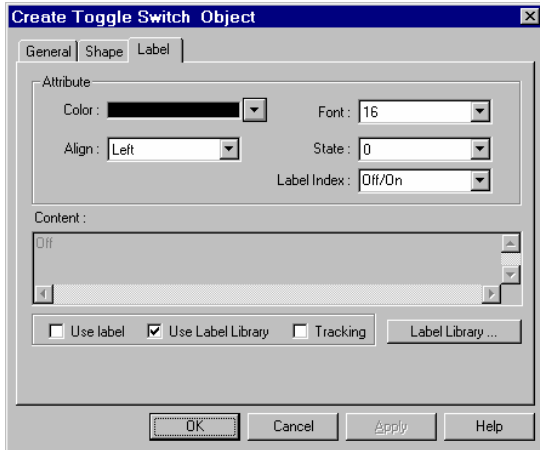 Create Toggle Switch Object
General Shape Label
Attribute
Color : Font : 16
Align : Left State : 0
Label Index : Off/On
Content :
Off
Use label Use Label Library Tracking Label Library ...
OK Cancel Apply Help